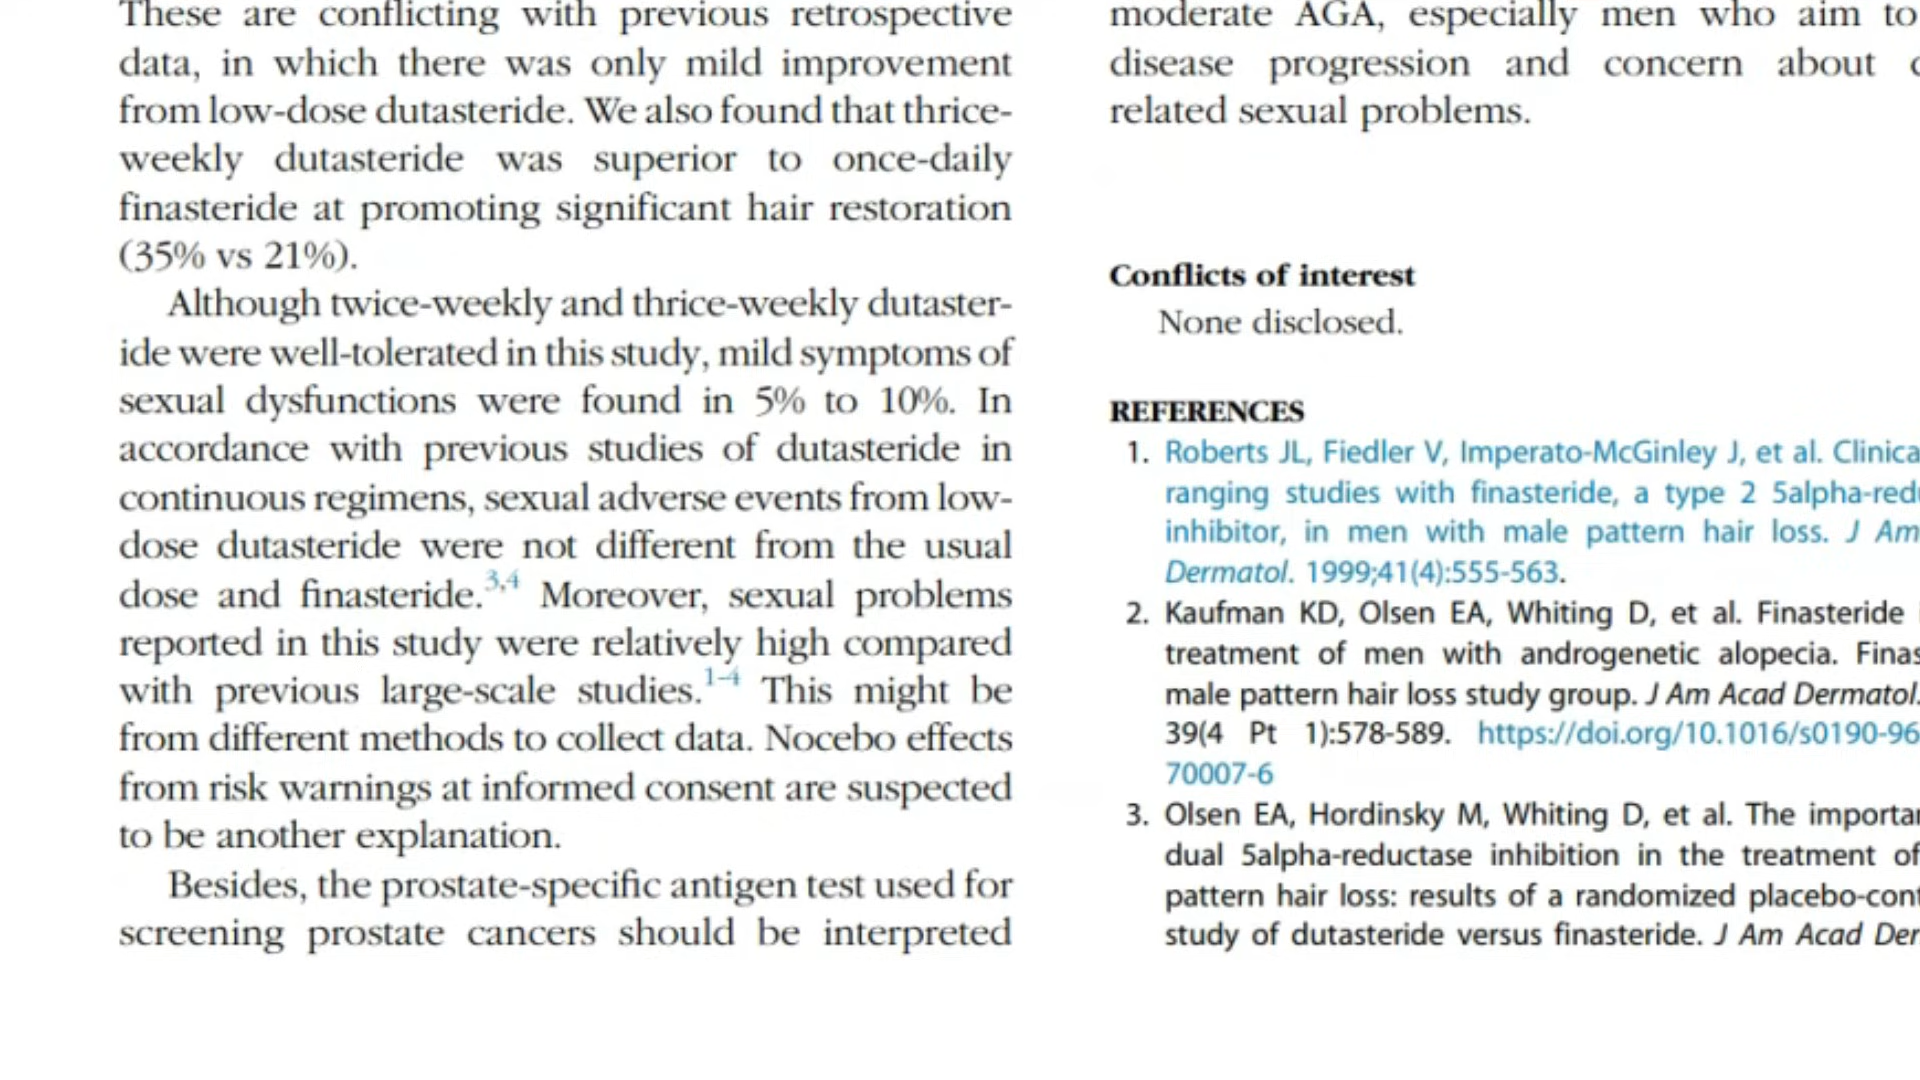 These are conflicting with previous retrospective
data, in which there was only mild improvement
from low-dose dutasteride. We also found that thrice-
weekly dutasteride was superior to once-daily
finasteride at promoting significant hair restoration
(35% vs 21%).
Although twice-weekly and thrice-weekly dutaster-
ide were well-tolerated in this study, mild symptoms of
sexual dysfunctions were found in 5% to 10%. In
accordance with previous studies of dutasteride in
continuous regimens, sexual adverse events from low-
dose dutasteride were not different from the usual
dose and finasteride.3,4 Moreover, sexual problems
reported in this study were relatively high compared
with previous large-scale studies.1-4 This might be
from different methods to collect data. Nocebo effects
from risk warnings at informed consent are suspected
to be another explanation.
Besides, the prostate-specific antigen test used for
screening prostate cancers should be interpreted
moderate AGA, especially men who aim to
disease progression and concern about
related sexual problems.
Conflicts of interest
None disclosed.
REFERENCES
1. Roberts JL, Fiedler V, Imperato-McGinley J, et al. Clinica
ranging studies with finasteride, a type 2 5alpha-red
inhibitor, in men with male pattern hair loss. J Am
Dermatol. 1999;41(4):555-563.
2. Kaufman KD, Olsen EA, Whiting D, et al. Finasteride
treatment of men with androgenetic alopecia. Finas
male pattern hair loss study group. J Am Acad Dermatol.
39(4 Pt 1):578-589. https://doi.org/10.1016/s0190-96
70007-6
3. Olsen EA, Hordinsky M, Whiting D, et al. The importa
dual 5alpha-reductase inhibition in the treatment of
pattern hair loss: results of a randomized placebo-cont
study of dutasteride versus finasteride. J Am Acad Der